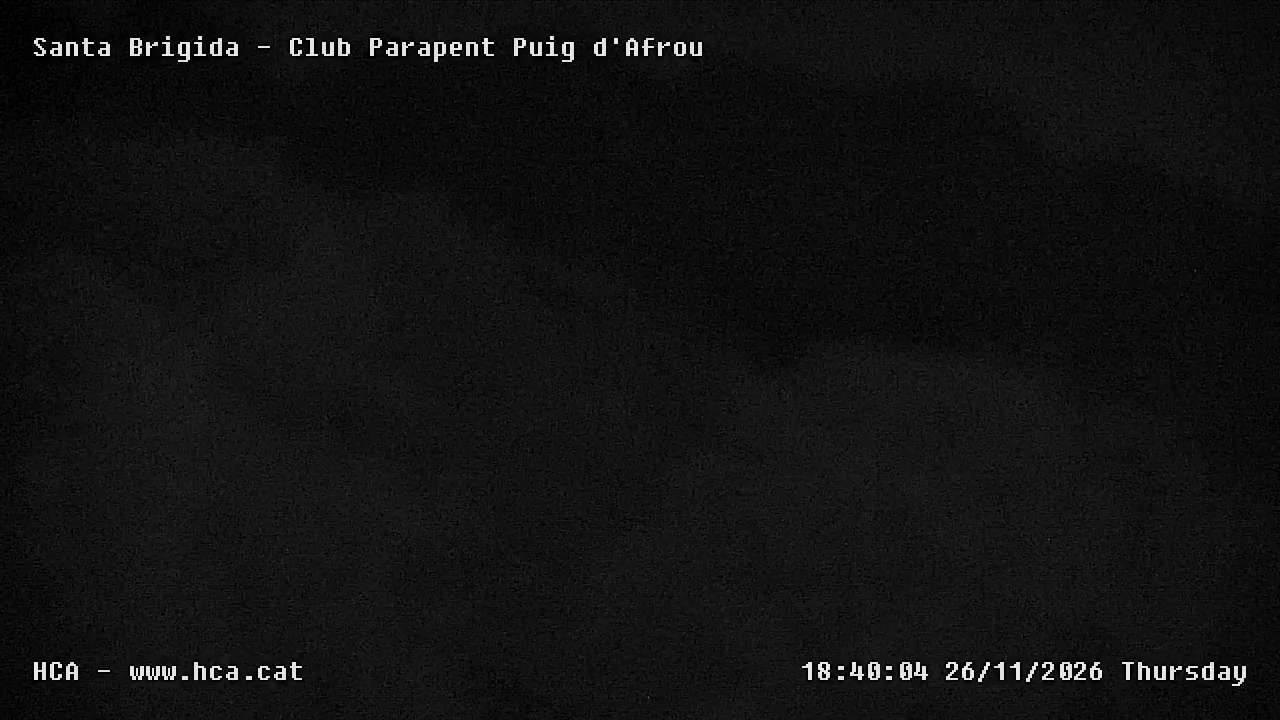 Santa Brigida - Club Parapent Puig d'Afrou
HCA - www.hca.cat
18:40:04 26/11/2026 Thursday